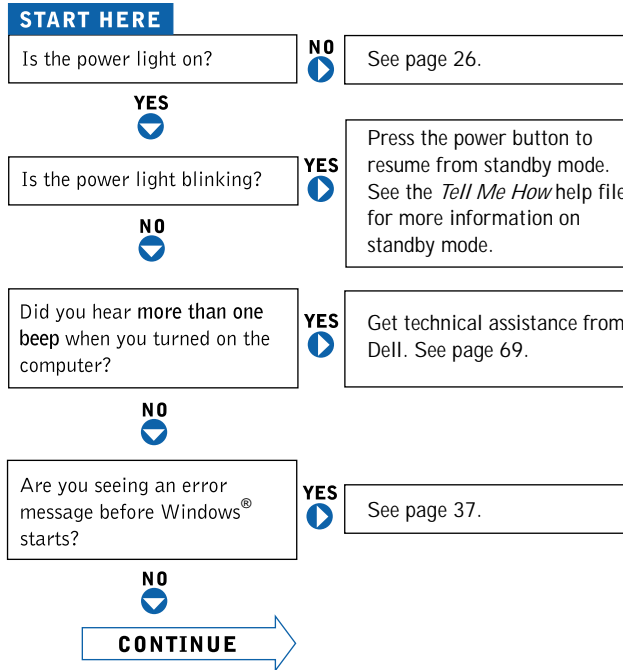 START HERE
Is the power light on?
NO
See page 26.
YES
Is the power light blinking?
YES
Press the power button to
resume from standby mode.
See the Tell Me How help file
for more information on
standby mode.
NO
Did you hear more than one
beep when you turned on the
computer?
YES
Get technical assistance from
Dell. See page 69.
NO
Are you seeing an error
message before Windows®
starts?
YES
See page 37.
NO
CONTINUE